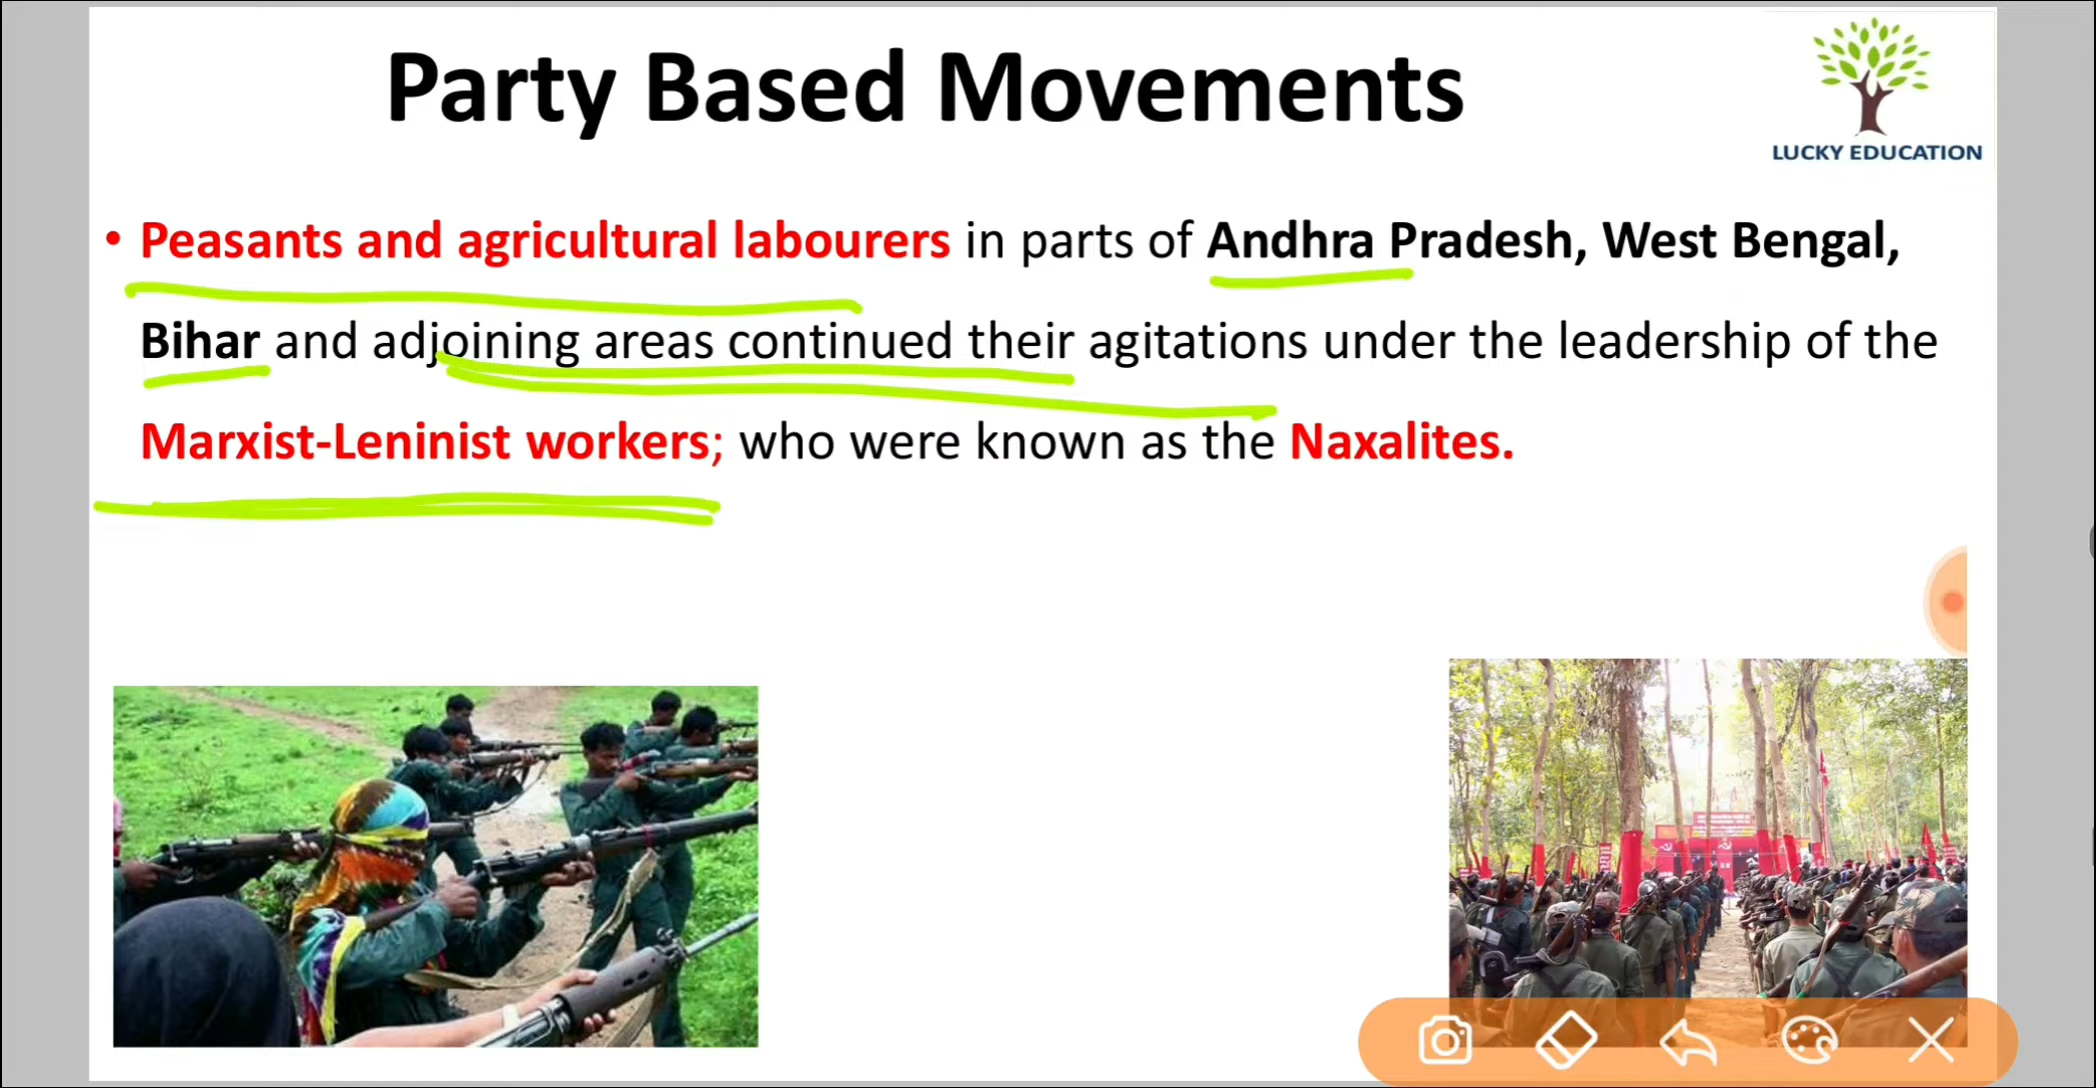 Party Based Movements
LUCKY EDUCATION
• Peasants and agricultural labourers in parts of Andhra Pradesh, West Bengal,
Bihar and adjoining areas continued their agitations under the leadership of the
Marxist-Leninist workers; who were known as the Naxalites.